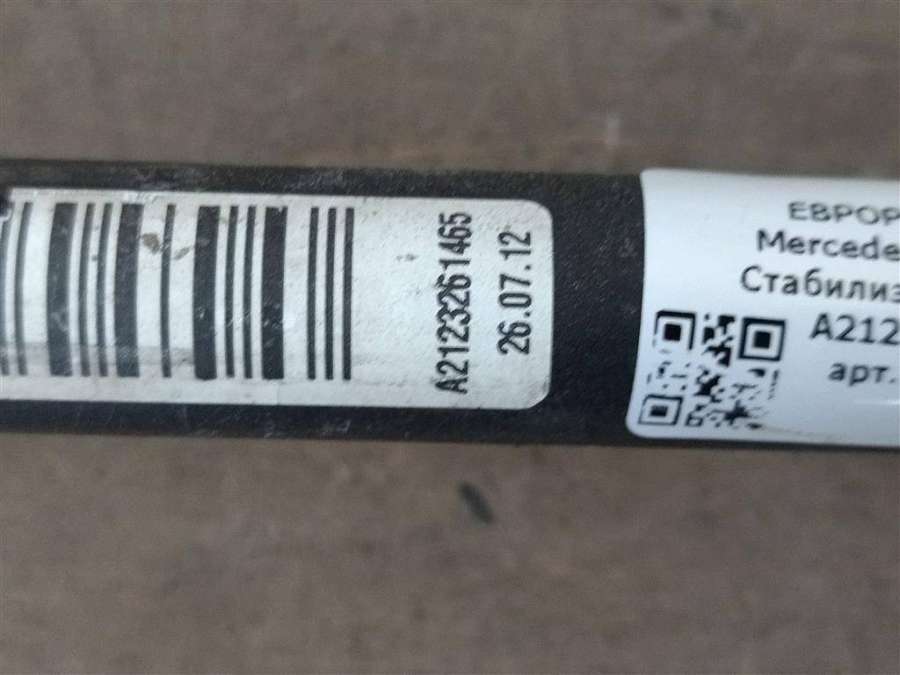 A2123261465
26.07.12
ЕВРОР
Mercede
Стабилиз
A212
арт.